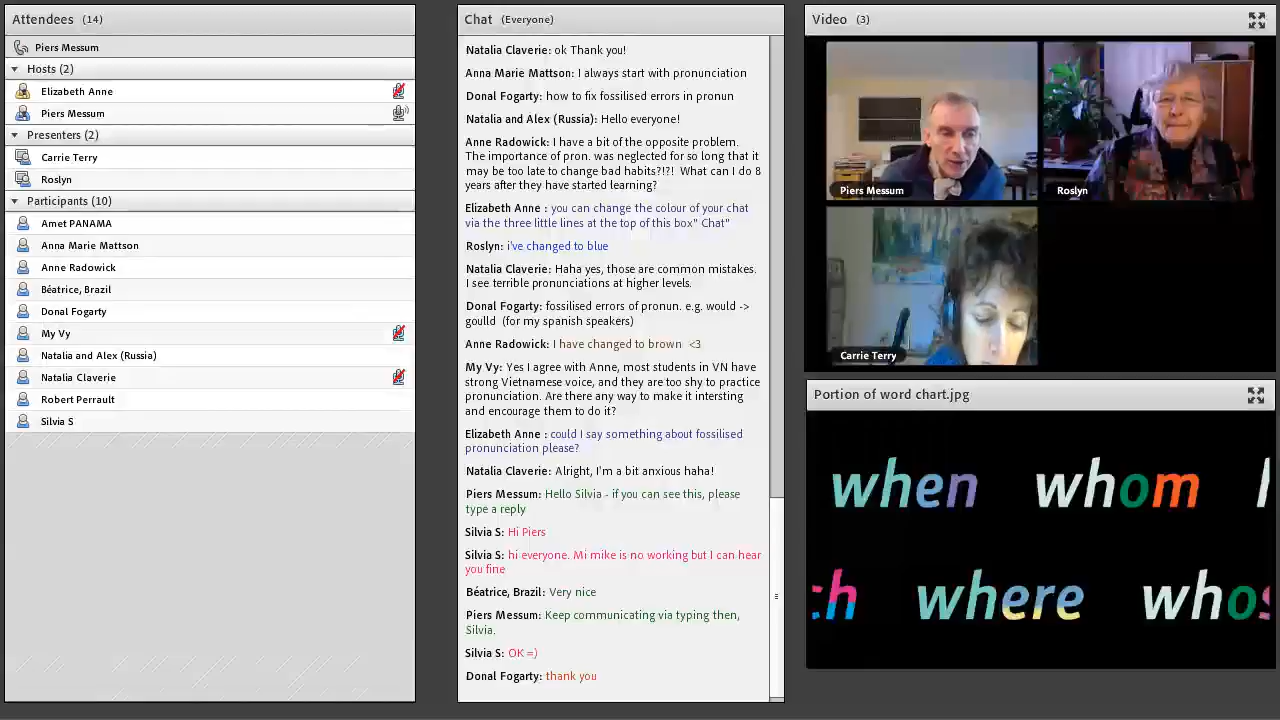 Attendees (14)
Piers Messum
Hosts (2)
Elizabeth Anne
Piers Messum
Presenters (2)
Carrie Terry
Roslyn
Participants (10)
Amet PANAMA
Anna Marie Mattson
Anne Radowick
Béatrice, Brazil
Donal Fogarty
My Vy
Natalia and Alex (Russia)
Natalia Claverie
Robert Perrault
Silvia S
Chat (Everyone)
Natalia Claverie: ok Thank you!
Anna Marie Mattson: I always start with pronunciation
Donal Fogarty: how to fix fossilised errors in pronun
Natalia and Alex (Russia): Hello everyone!
Anne Radowick: I have a bit of the opposite problem.
The importance of pron. was neglected for so long that it
may be too late to change bad habits?!?! What can I do 8
years after they have started learning?
Elizabeth Anne : you can change the colour of your chat
via the three little lines at the top of this box" Chat"
Roslyn: i've changed to blue
Natalia Claverie: Haha yes, those are common mistakes.
I see terrible pronunciations at higher levels.
Donal Fogarty: fossilised errors of pronun. e.g. would ->
goulld (for my spanish speakers)
Anne Radowick: I have changed to brown <3
My Vy: Yes I agree with Anne, most students in VN have
strong Vietnamese voice, and they are too shy to practice
pronunciation. Are there any way to make it intersting
and encourage them to do it?
Elizabeth Anne : could I say something about fossilised
pronunciation please?
Natalia Claverie: Alright, I'm a bit anxious haha!
Piers Messum: Hello Silvia - if you can see this, please
type a reply
Silvia S: Hi Piers
Silvia S: hi everyone. Mi mike is no working but I can hear
you fine
Béatrice, Brazil: Very nice
Piers Messum: Keep communicating via typing then,
Silvia.
Silvia S: OK =)
Donal Fogarty: thank you
Video (3)
Piers Messum
Roslyn
Carrie Terry
Portion of word chart.jpg
when whom
ch where whos